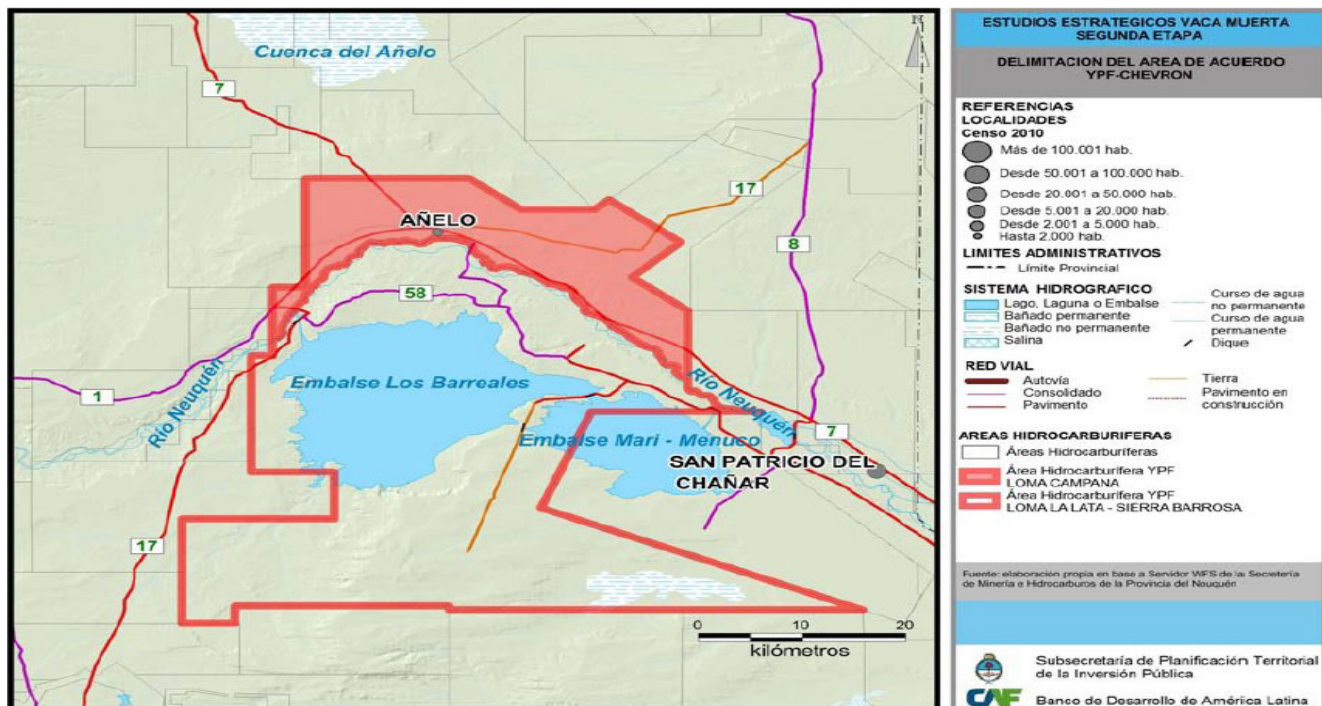 Cuenca del Añelo
N
7
17
AÑELO
8
58
Embalse Los Barreales
1
Río Neuquén
Río Neuquén
Embalse Mari - Menuco
7
SAN PATRICIO DEL
CHAÑAR
17
0 10 20
kilómetros
ESTUDIOS ESTRATEGICOS VACA MUERTA
SEGUNDA ETAPA
DELIMITACION DEL AREA DE ACUERDO
YPF-CHEVRON
REFERENCIAS
LOCALIDADES
Censo 2010
Más de 100.001 hab.
Desde 50.001 a 100.000 hab.
Desde 20.001 a 50.000 hab.
Desde 5.001 a 20.000 hab.
Desde 2.001 a 5.000 hab.
Hasta 2.000 hab.
LIMITES ADMINISTRATIVOS
Límite Provincial
SISTEMA HIDROGRAFICO
Lago, Laguna o Embalse
Bañado permanente
Bañado no permanente
Salina
Curso de agua
no permanente
Curso de agua
permanente
Dique
RED VIAL
Autovía
Consolidado
Pavimento
Tierra
Pavimento en
construcción
AREAS HIDROCARBURIFERAS
Áreas Hidrocarburíferas
Área Hidrocarburífera YPF
LOMA CAMPANA
Área Hidrocarburífera YPF
LOMA LA LATA - SIERRA BARROSA
Fuente: elaboración propia en base a Servidor WFS de la Secretería
de Minería e Hidrocarburos de la Provincia del Neuquén
Subsecretaría de Planificación Territorial
de la Inversión Pública
CAF
Banco de Desarrollo de América Latina